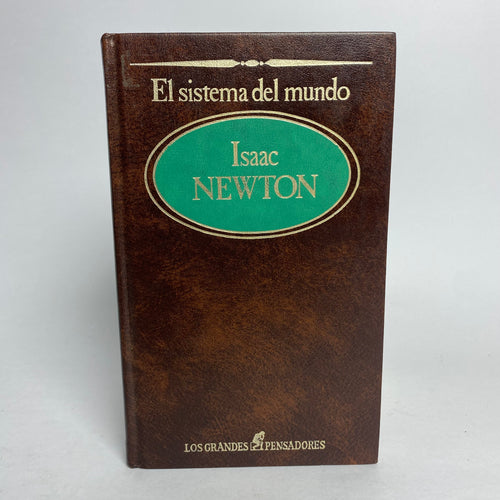 El sistema del mundo
Isaac
NEWTON
LOS GRANDES PENSADORES